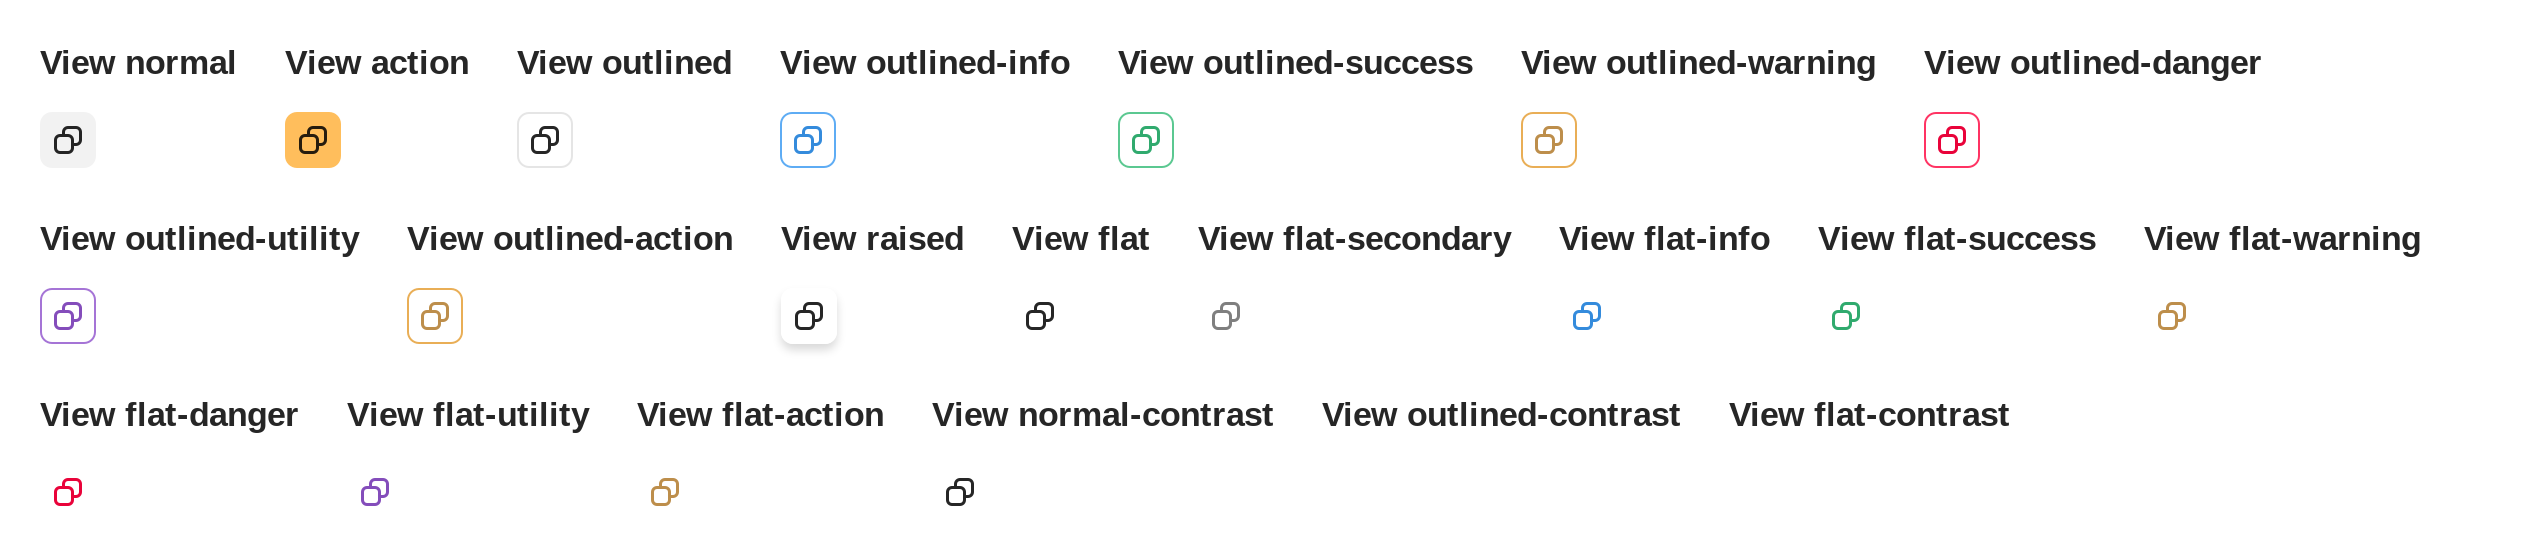 View normal View action View outlined View outlined-info View outlined-success View outlined-warning View outlined-danger
View outlined-utility View outlined-action View raised View flat View flat-secondary View flat-info View flat-success View flat-warning
View flat-danger View flat-utility View flat-action View normal-contrast View outlined-contrast View flat-contrast